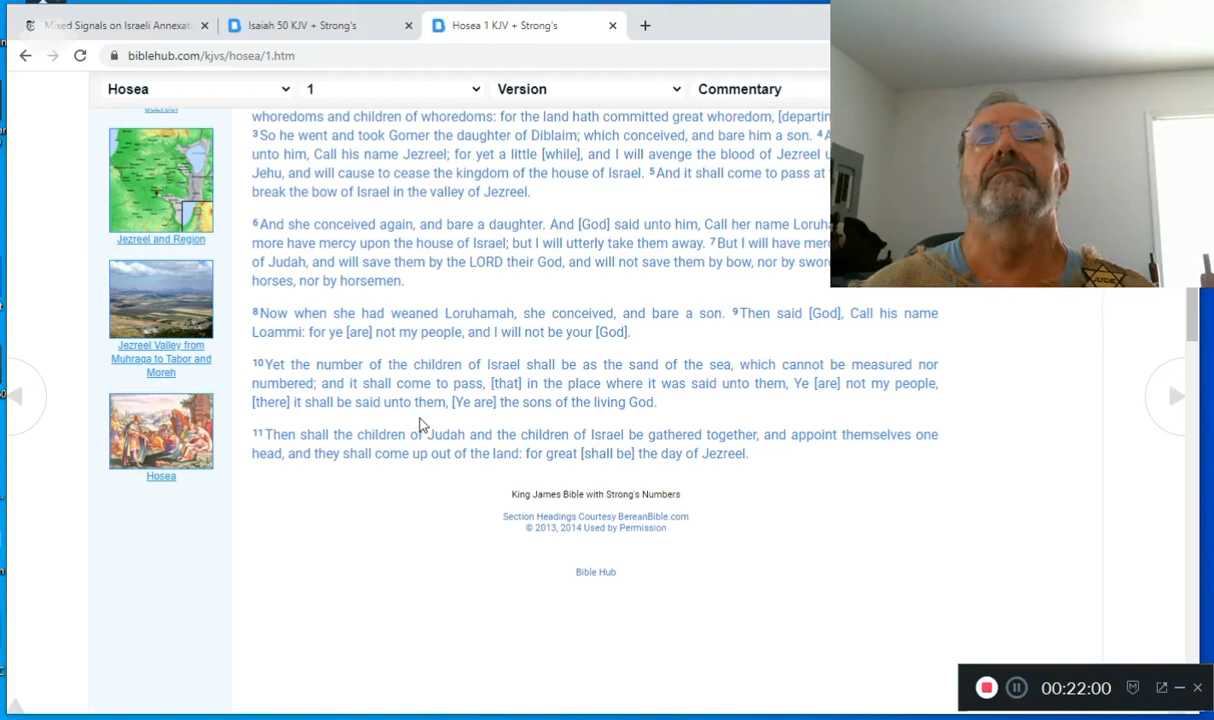 Mixed Signals on Israeli Annexat
Isaiah 50 KJV + Strong's
Hosea 1 KJV + Strong's
biblehub.com/kjvs/hosea/1.htm
Hosea
1
Version
Commentary
Jezreel
whoredoms and children of whoredoms: for the land hath committed great whoredom, [departin
3 So he went and took Gomer the daughter of Diblaim; which conceived, and bare him a son. 4
unto him, Call his name Jezreel; for yet a little [while], and I will avenge the blood of Jezreel
Jehu, and will cause to cease the kingdom of the house of Israel. 5 And it shall come to pass at
break the bow of Israel in the valley of Jezreel.
Jezreel and Region
6 And she conceived again, and bare a daughter. And [God] said unto him, Call her name Loruha
more have mercy upon the house of Israel; but I will utterly take them away. 7 But I will have mer
of Judah, and will save them by the LORD their God, and will not save them by bow, nor by swor
horses, nor by horsemen.
8 Now when she had weaned Loruhamah, she conceived, and bare a son. 9 Then said [God], Call his name
Loammi: for ye [are] not my people, and I will not be your [God].
Jezreel Valley from
Muhraqa to Tabor and
Moreh
10 Yet the number of the children of Israel shall be as the sand of the sea, which cannot be measured nor
numbered; and it shall come to pass, [that] in the place where it was said unto them, Ye [are] not my people,
[there] it shall be said unto them, [Ye are] the sons of the living God.
11 Then shall the children of Judah and the children of Israel be gathered together, and appoint themselves one
head, and they shall come up out of the land: for great [shall be] the day of Jezreel.
Hosea
King James Bible with Strong's Numbers
Section Headings Courtesy BereanBible.com
© 2013, 2014 Used by Permission
Bible Hub
00:22:00